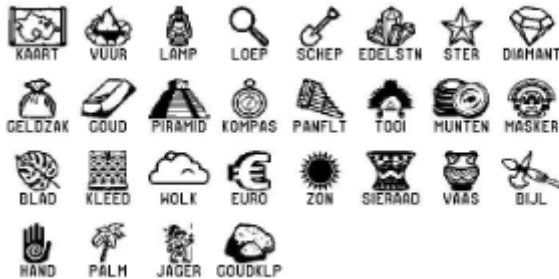 KAART VUUR LAMP LOEP SCHEP EDELSTN STER DIAMANT
GELDZAK GOUD PIRAMID KOMPAS PANFLT TOOI MUNTEN MASKER
BLAD KLEED WOLK EURO ZON SIERAAD VAAS BIJL
HAND PALM JAGER GOUDKLP